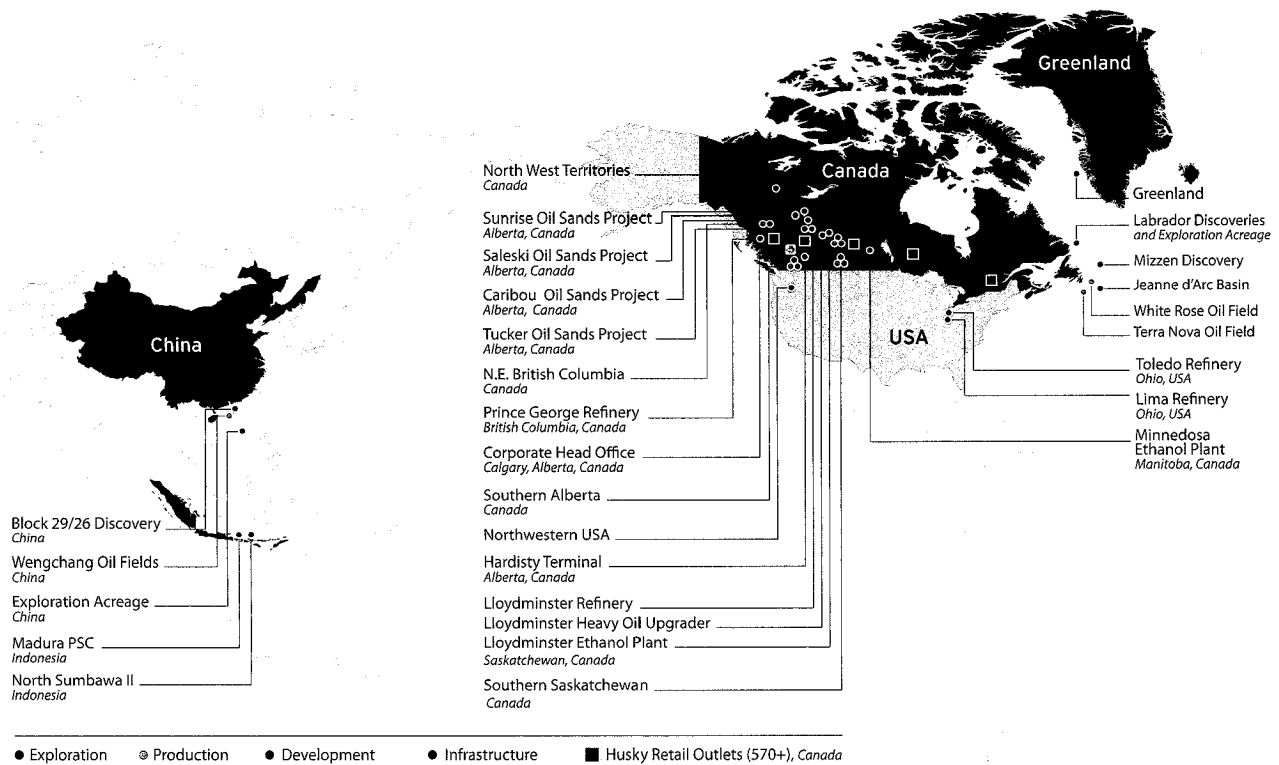 Greenland
Canada
USA
China
North West Territories
Canada
Sunrise Oil Sands Project
Alberta, Canada
Saleski Oil Sands Project
Alberta, Canada
Caribou Oil Sands Project
Alberta, Canada
Tucker Oil Sands Project
Alberta, Canada
N.E. British Columbia
Canada
Prince George Refinery
British Columbia, Canada
Corporate Head Office
Calgary, Alberta, Canada
Southern Alberta
Canada
Northwestern USA
Hardisty Terminal
Alberta, Canada
Lloydminster Refinery
Lloydminster Heavy Oil Upgrader
Lloydminster Ethanol Plant
Saskatchewan, Canada
Southern Saskatchewan
Canada
Greenland
Labrador Discoveries
and Exploration Acreage
Mizzen Discovery
Jeanne d'Arc Basin
White Rose Oil Field
Terra Nova Oil Field
Toledo Refinery
Ohio, USA
Lima Refinery
Ohio, USA
Minnedosa
Ethanol Plant
Manitoba, Canada
Block 29/26 Discovery
China
Wengchang Oil Fields
China
Exploration Acreage
China
Madura PSC
Indonesia
North Sumbawa II
Indonesia
Exploration Production Development Infrastructure Husky Retail Outlets (570+), Canada